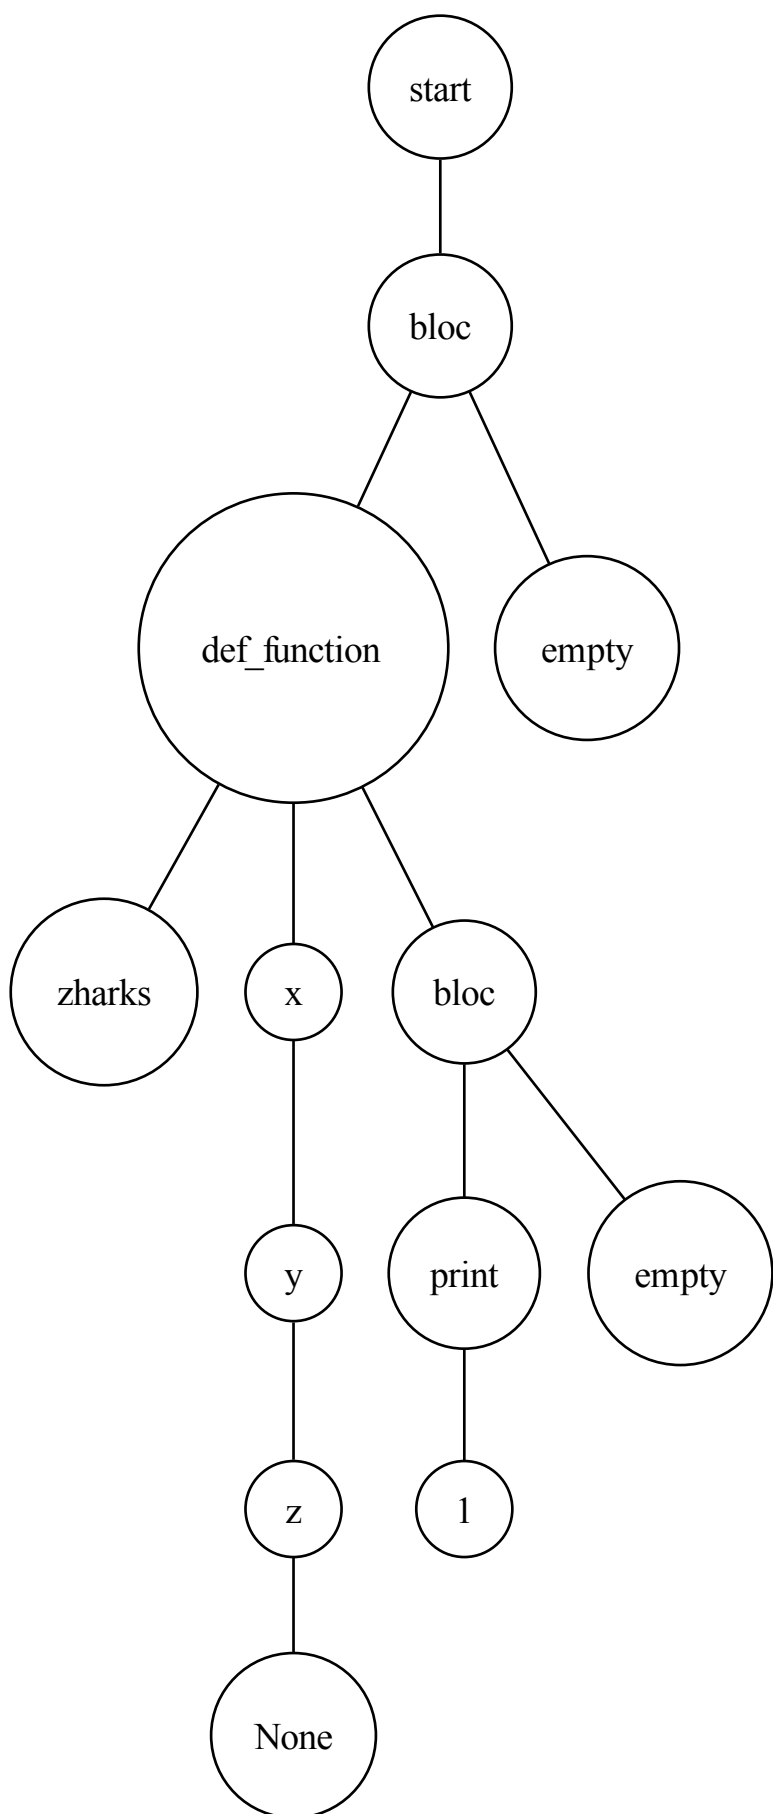 start
bloc
def_function
empty
zharks
x
bloc
y
print
empty
z
1
None